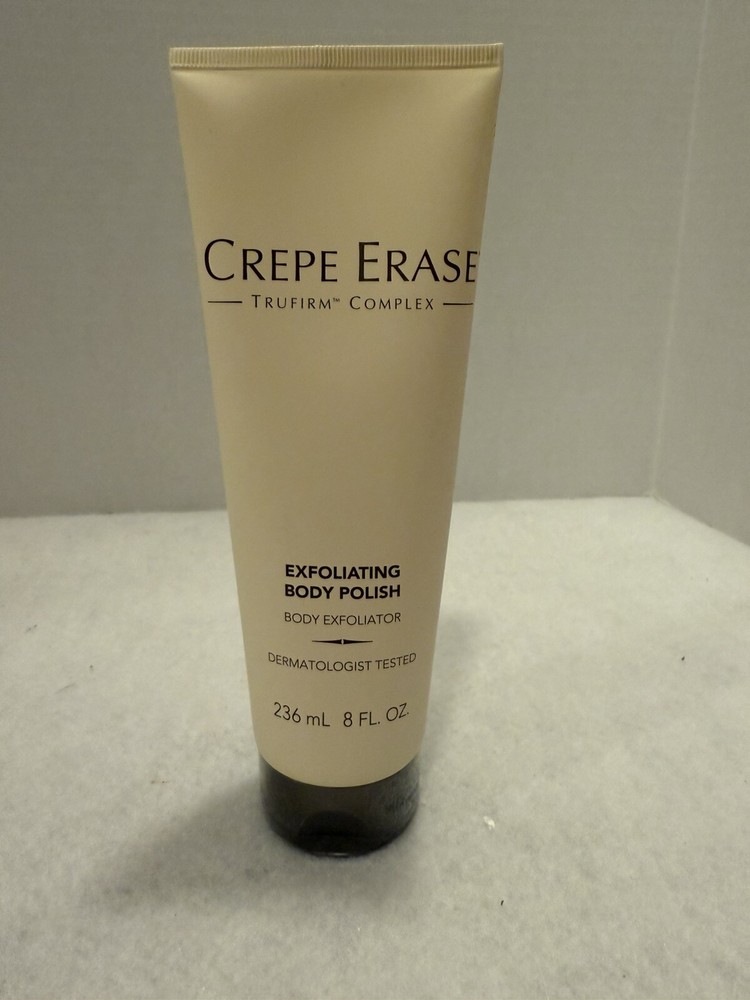 CREPE ERASE
TRUFIRM™ COMPLEX
EXFOLIATING
BODY POLISH
BODY EXFOLIATOR
DERMATOLOGIST TESTED
236 mL 8 FL. OZ.